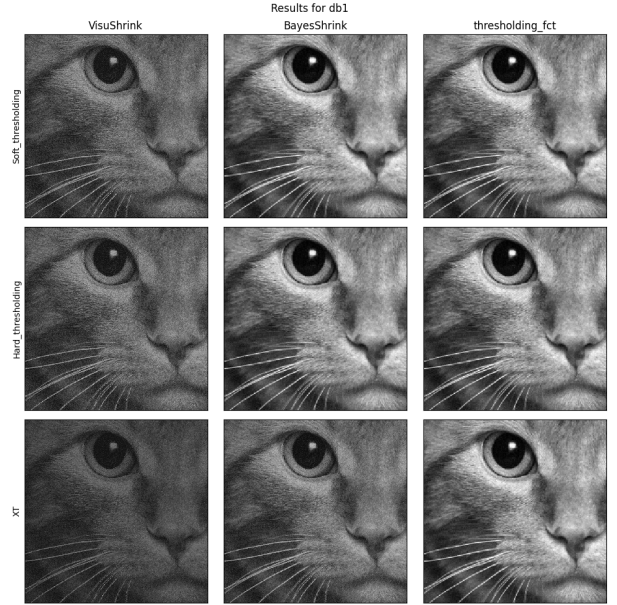 Results for db1
VisuShrink
BayesShrink
thresholding_fct
Soft_thresholding
Hard_thresholding
XT